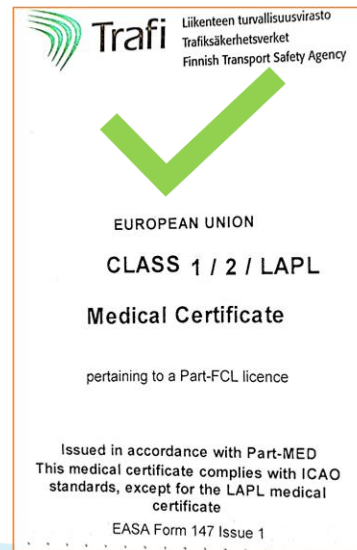 Trafi
Liikenteen turvallisuusvirasto
Trafiksäkerhetsverket
Finnish Transport Safety Agency
EUROPEAN UNION
CLASS 1 / 2 / LAPL
Medical Certificate
pertaining to a Part-FCL licence
Issued in accordance with Part-MED
This medical certificate complies with ICAO
standards, except for the LAPL medical
certificate
EASA Form 147 Issue 1